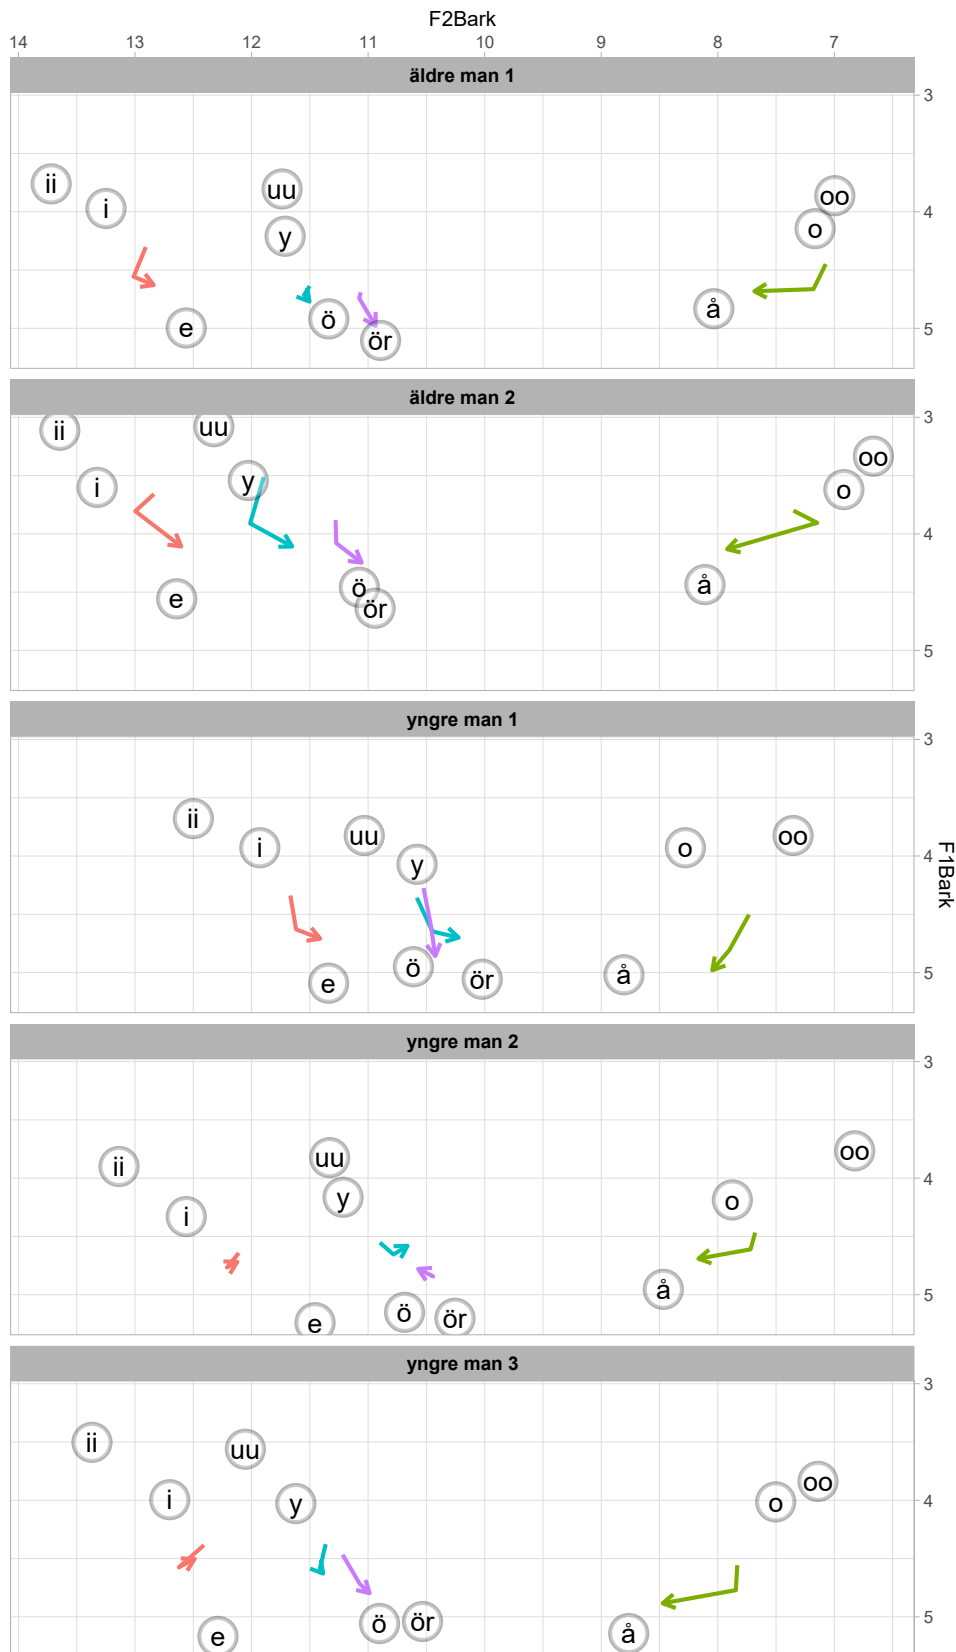 F2Bark
14 13 12 11 10 9 8 7
äldre man 1
3
ii uu oo
i y o
4
å
e ö ör
5
äldre man 2
3
ii uu oo
i y o
4
e ö ör å
5
yngre man 1
3
ii uu oo
i y o
4
F1Bark
e ö ör å
5
yngre man 2
3
ii uu oo
i y o
4
å
e ö ör
5
yngre man 3
3
ii uu oo
i y o
4
e ö ör å
5